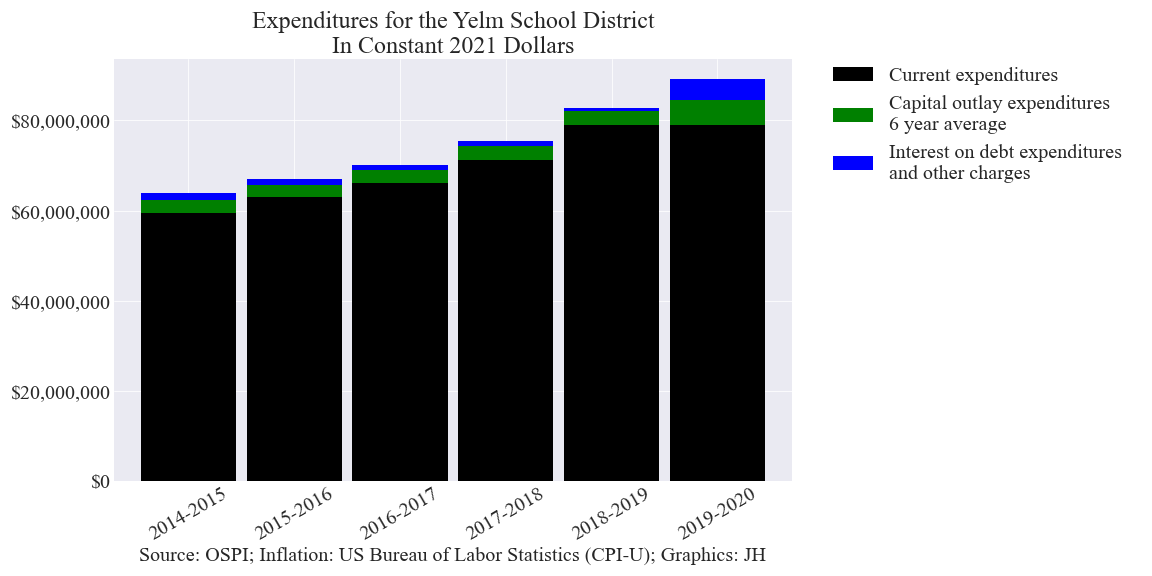 Expenditures for the Yelm School District
In Constant 2021 Dollars
Current expenditures
Capital outlay expenditures
6 year average
Interest on debt expenditures
and other charges
$80,000,000
$60,000,000
$40,000,000
$20,000,000
$0
2014-2015
2015-2016
2016-2017
2017-2018
2018-2019
2019-2020
Source: OSPI; Inflation: US Bureau of Labor Statistics (CPI-U); Graphics: JH